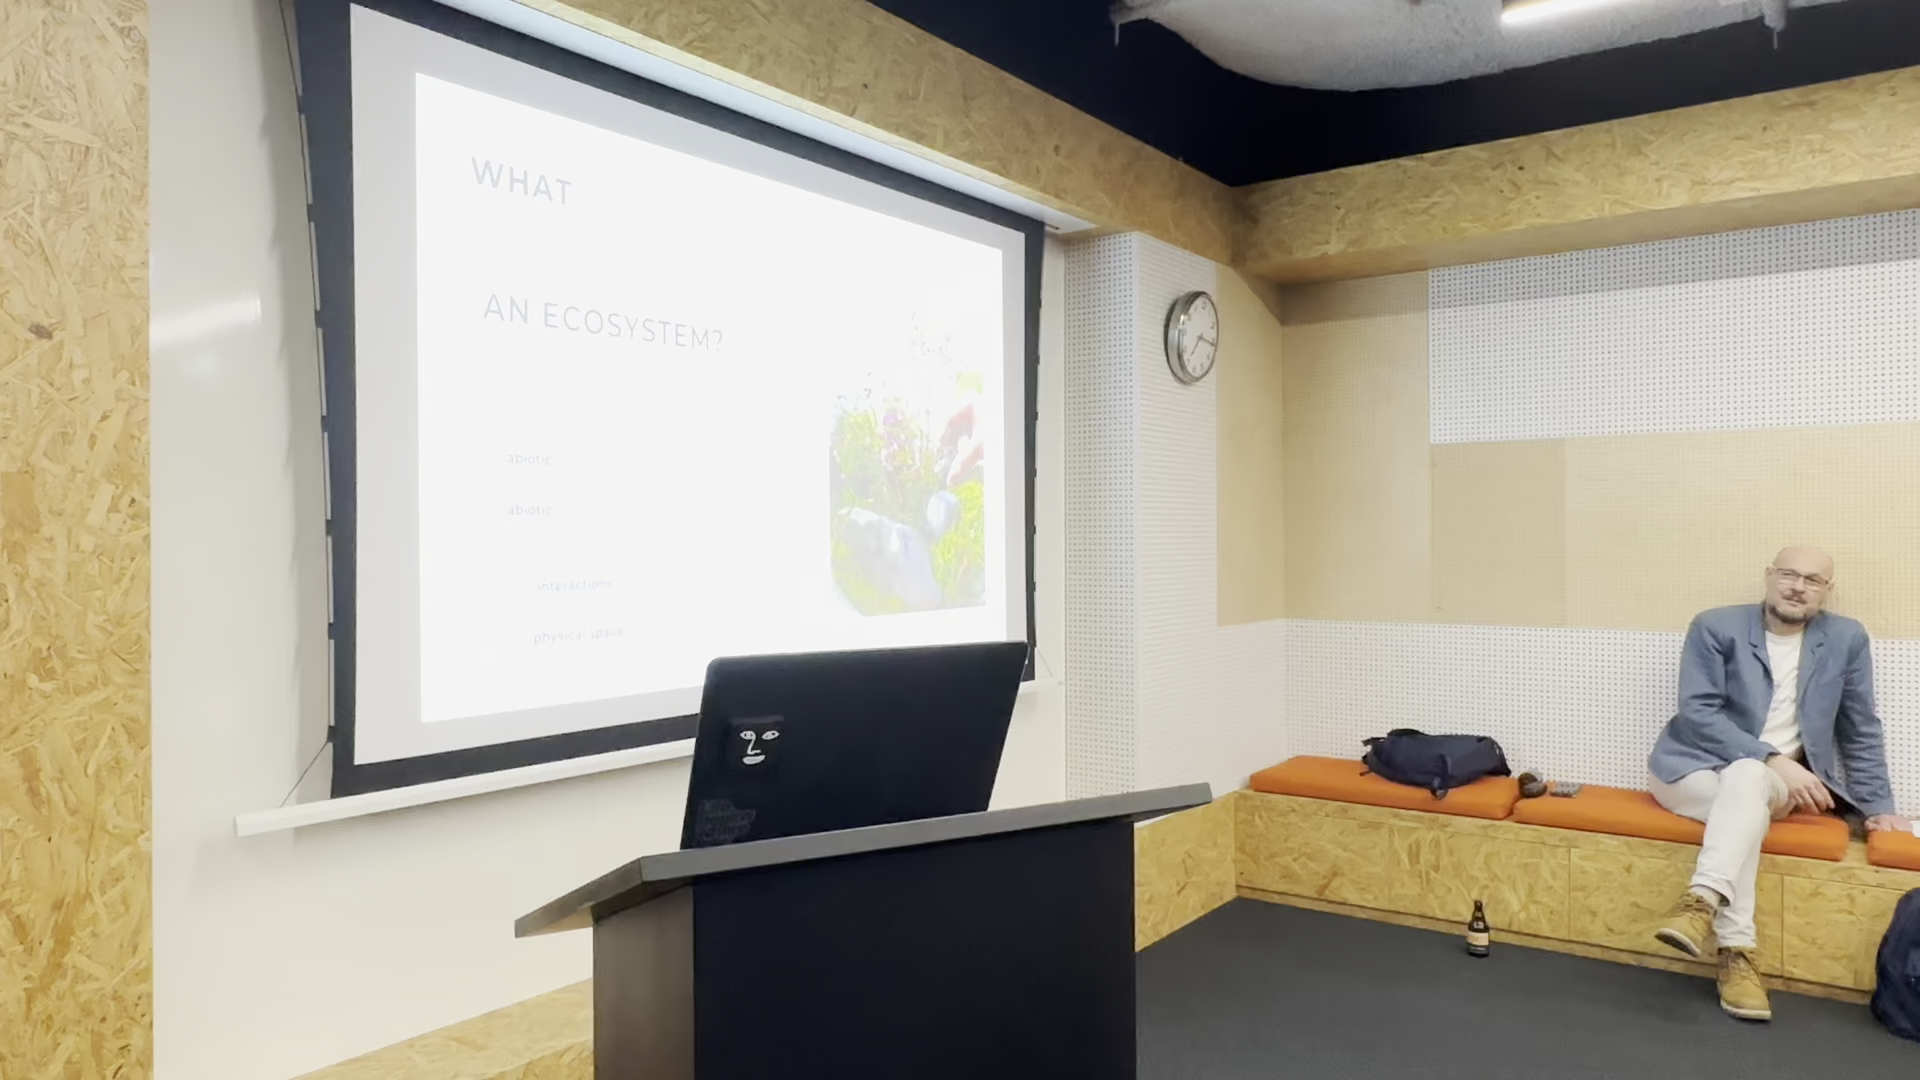 WHAT
AN ECOSYSTEM?
abiotic
abiotic
interactions
physical space